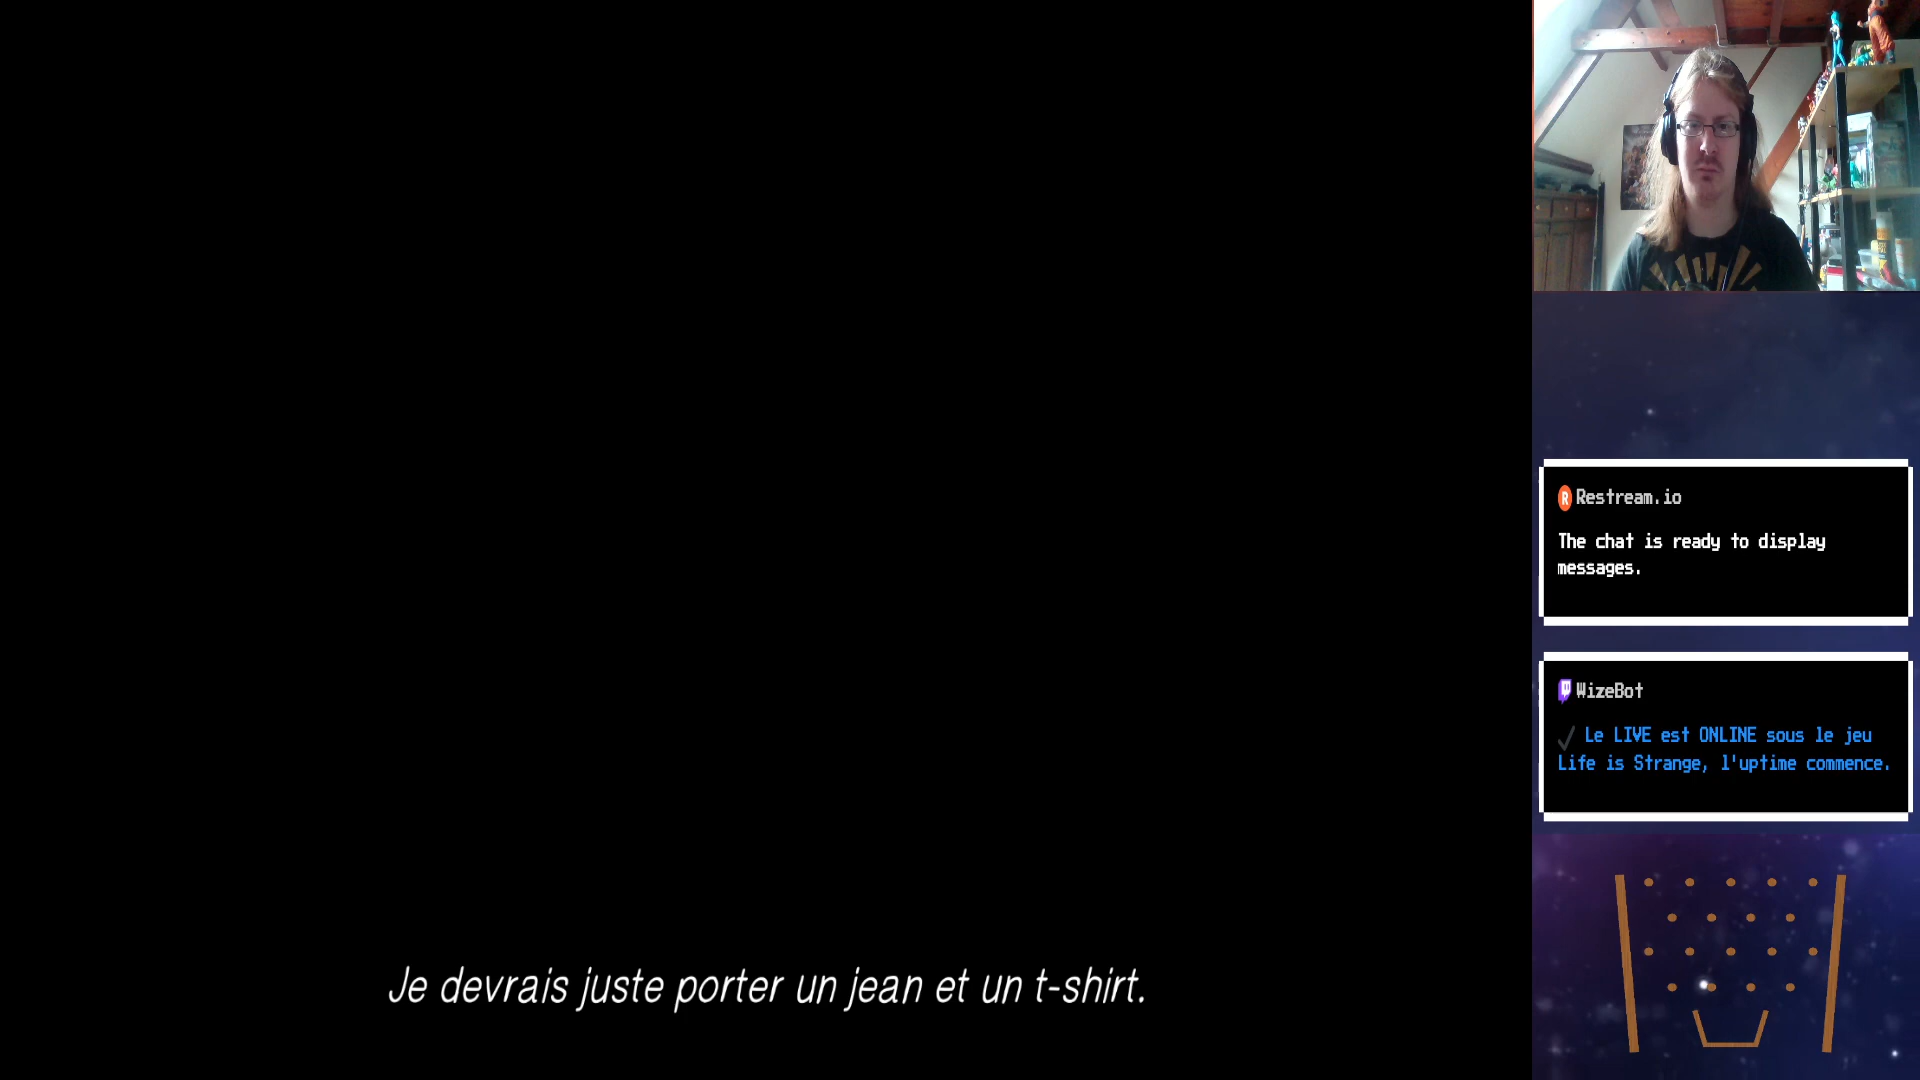 Restream.io
The chat is ready to display
messages.
WizeBot
✓ Le LIVE est ONLINE sous le jeu
Life is Strange, l'uptime commence.
Je devrais juste porter un jean et un t-shirt.